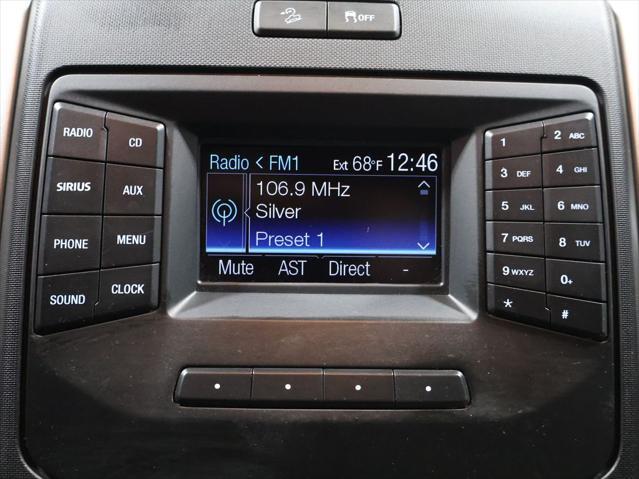 OFF
RADIO
CD
SIRIUS
AUX
PHONE
MENU
SOUND
CLOCK
Radio < FM1
Ext 68°F 12:46
106.9 MHz
Silver
Preset 1
Mute AST Direct -
1
2 ABC
3 DEF
4 GHI
5 JKL
6 MNO
7 PQRS
8 TUV
9 WXYZ
0+
*
#